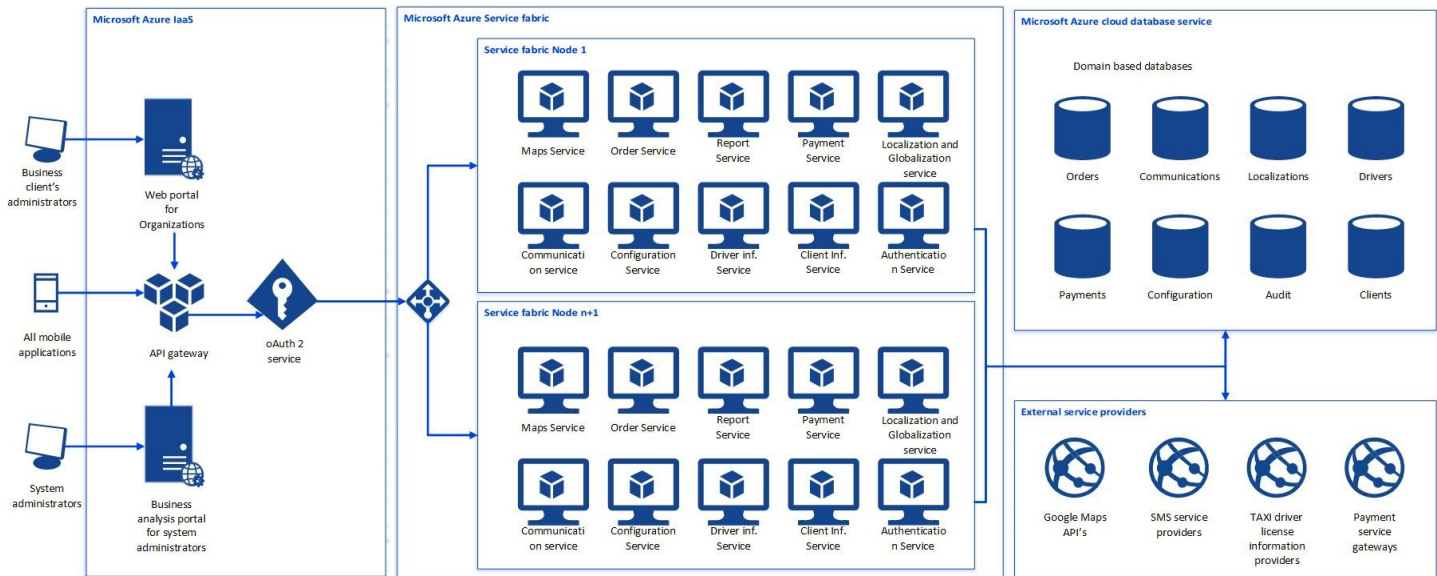 Microsoft Azure IaaS
Business
client's
administrators
Web portal
for
Organizations
All mobile
applications
API gateway
oAuth 2
service
System
administrators
Business
analysis portal
for system
administrators
Microsoft Azure Service fabric
Service fabric Node 1
Maps Service
Order Service
Report
Service
Payment
Service
Localization and
Globalization
service
Communicati
on service
Configuration
Service
Driver inf.
Service
Client Inf.
Service
Authenticatio
n Service
Service fabric Node n+1
Maps Service
Order Service
Report
Service
Payment
Service
Localization and
Globalization
service
Communicati
on service
Configuration
Service
Driver inf.
Service
Client Inf.
Service
Authenticatio
n Service
Microsoft Azure cloud database service
Domain based databases
Orders
Communications
Localizations
Drivers
Payments
Configuration
Audit
Clients
External service providers
Google Maps
API's
SMS service
providers
TAXI driver
license
information
providers
Payment
service
gateways